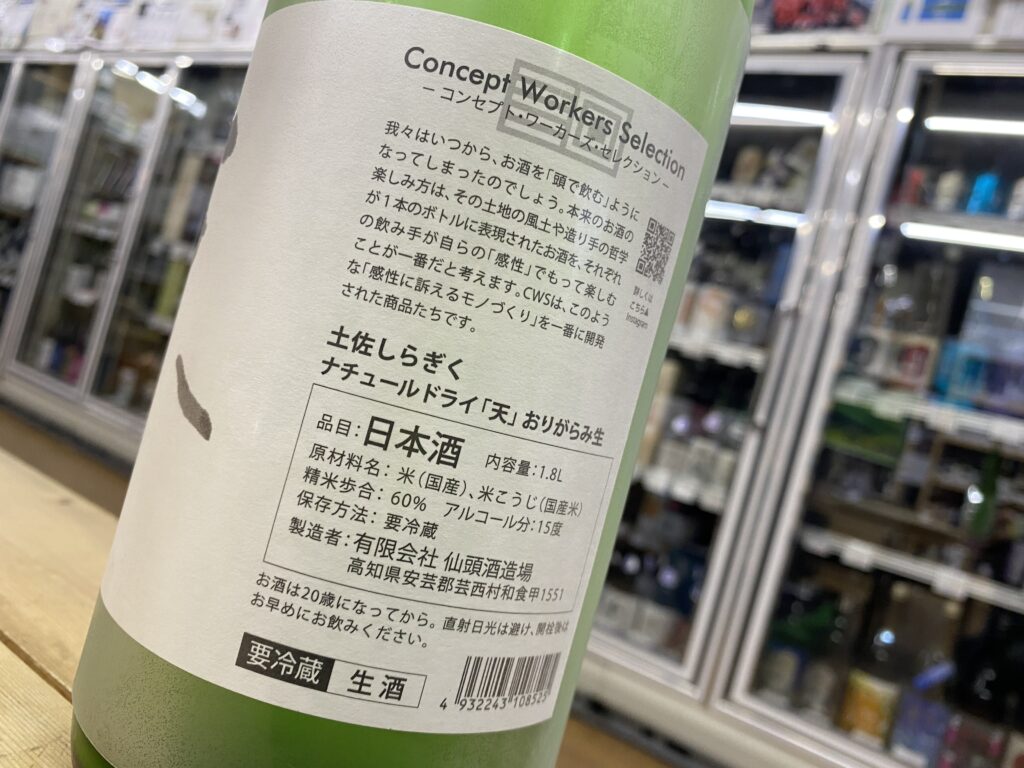 Concept Workers Selection
－コンセプト・ワーカーズ・セレクション－
我々はいつから、お酒を「頭で飲む」ように
なってしまったのでしょう。本来のお酒の
楽しみ方は、その土地の風土や造り手の哲学
が1本のボトルに表現されたお酒を、それぞれ
の飲み手が自らの「感性」でもって楽しむ
ことが一番だと考えます。CWSは、このよう
な「感性に訴えるモノづくり」を一番に開発
された商品たちです。
詳しくは
こちら
Instagram
土佐しらぎく
ナチュールドライ「天」おりがらみ生
品目：日本酒 内容量：1.8L
原材料名：米（国産）、米こうじ（国産米）
精米歩合：60% アルコール分：15度
保存方法：要冷蔵
製造者：有限会社 仙頭酒造場
高知県安芸郡芸西村和食甲1551
お酒は20歳になってから。直射日光は避け、開栓後は
お早めにお飲みください。
要冷蔵 生酒
4 932243 108525